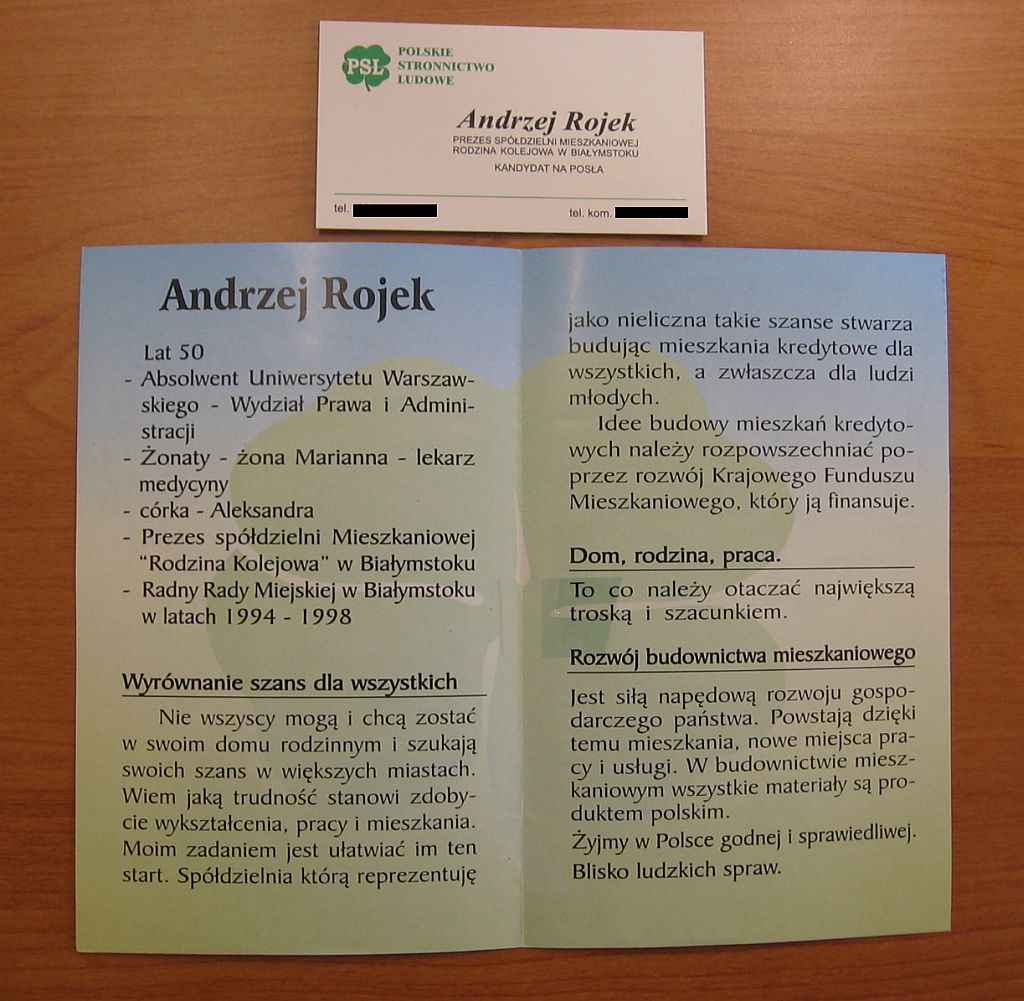 PSL
POLSKIE
STRONNICTWO
LUDOWE
Andrzej Rojek
PREZES SPÓŁDZIELNI MIESZKANIOWEJ
RODZINA KOLEJOWA W BIAŁYMSTOKU
KANDYDAT NA POSŁA
tel.
tel. kom.
Andrzej Rojek
Lat 50
- Absolwent Uniwersytetu Warszaw-
skiego - Wydział Prawa i Admini-
stracji
- Żonaty - żona Marianna - lekarz
medycyny
- córka - Aleksandra
- Prezes spółdzielni Mieszkaniowej
“Rodzina Kolejowa” w Białymstoku
- Radny Rady Miejskiej w Białymstoku
w latach 1994 - 1998
Wyrównanie szans dla wszystkich
Nie wszyscy mogą i chcą zostać
w swoim domu rodzinnym i szukają
swoich szans w większych miastach.
Wiem jaką trudność stanowi zdoby-
cie wykształcenia, pracy i mieszkania.
Moim zadaniem jest ułatwiać im ten
start. Spółdzielnia którą reprezentuję
jako nieliczna takie szanse stwarza
budując mieszkania kredytowe dla
wszystkich, a zwłaszcza dla ludzi
młodych.
Idee budowy mieszkań kredyto-
wych należy rozpowszechniać po-
przez rozwój Krajowego Funduszu
Mieszkaniowego, który ją finansuje.
Dom, rodzina, praca.
To co należy otaczać największą
troską i szacunkiem.
Rozwój budownictwa mieszkaniowego
Jest siłą napędową rozwoju gospo-
darczego państwa. Powstają dzięki
temu mieszkania, nowe miejsca pra-
cy i usługi. W budownictwie miesz-
kaniowym wszystkie materiały są pro-
duktem polskim.
Żyjmy w Polsce godnej i sprawiedliwej.
Blisko ludzkich spraw.